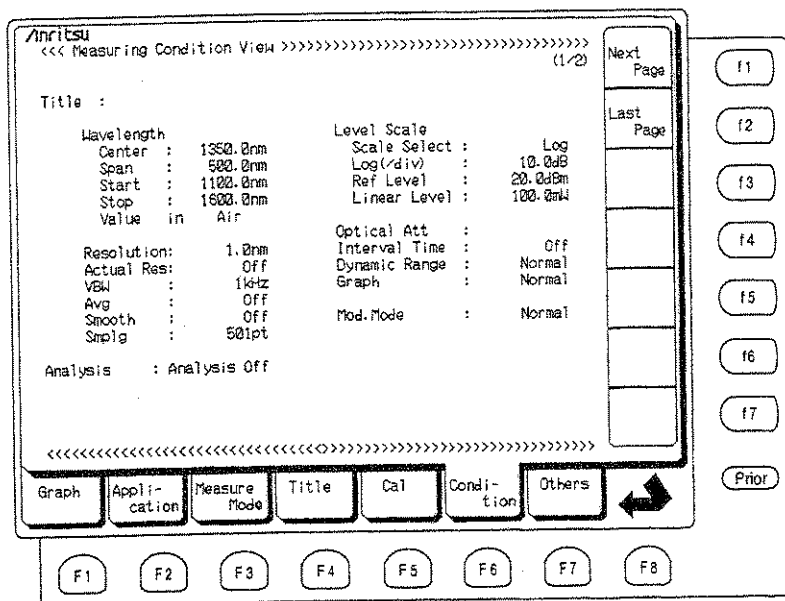 Anritsu
<<< Measuring Condition View >>>>>>>>>>>>>>>>>>>>>>>>>>>>>>>>>>>>>>
(1/2)
Title :
Wavelength
Center : 1350.0nm
Span : 500.0nm
Start : 1100.0nm
Stop : 1600.0nm
Value in Air
Resolution: 1.0nm
Actual Res: Off
VBW : 1kHz
Avg : Off
Smooth : Off
Smplg : 501pt
Analysis : Analysis Off
Level Scale
Scale Select : Log
Log(/div) : 10.0dB
Ref Level : 20.0dBm
Linear Level : 100.0mW
Optical Att :
Interval Time : Off
Dynamic Range : Normal
Graph : Normal
Mod.Mode : Normal
<<<<<<<<<<<<<<<<<<<<<<<<<<<<<<<<<<<>>>>>>>>>>>>>>>>>>>>>>>>>>>>>>>>>>
Next
Page
Last
Page
f1
f2
f3
f4
f5
f6
f7
Prior
Graph
Appli-
cation
Measure
Mode
Title
Cal
Condi-
tion
Others
F1
F2
F3
F4
F5
F6
F7
F8